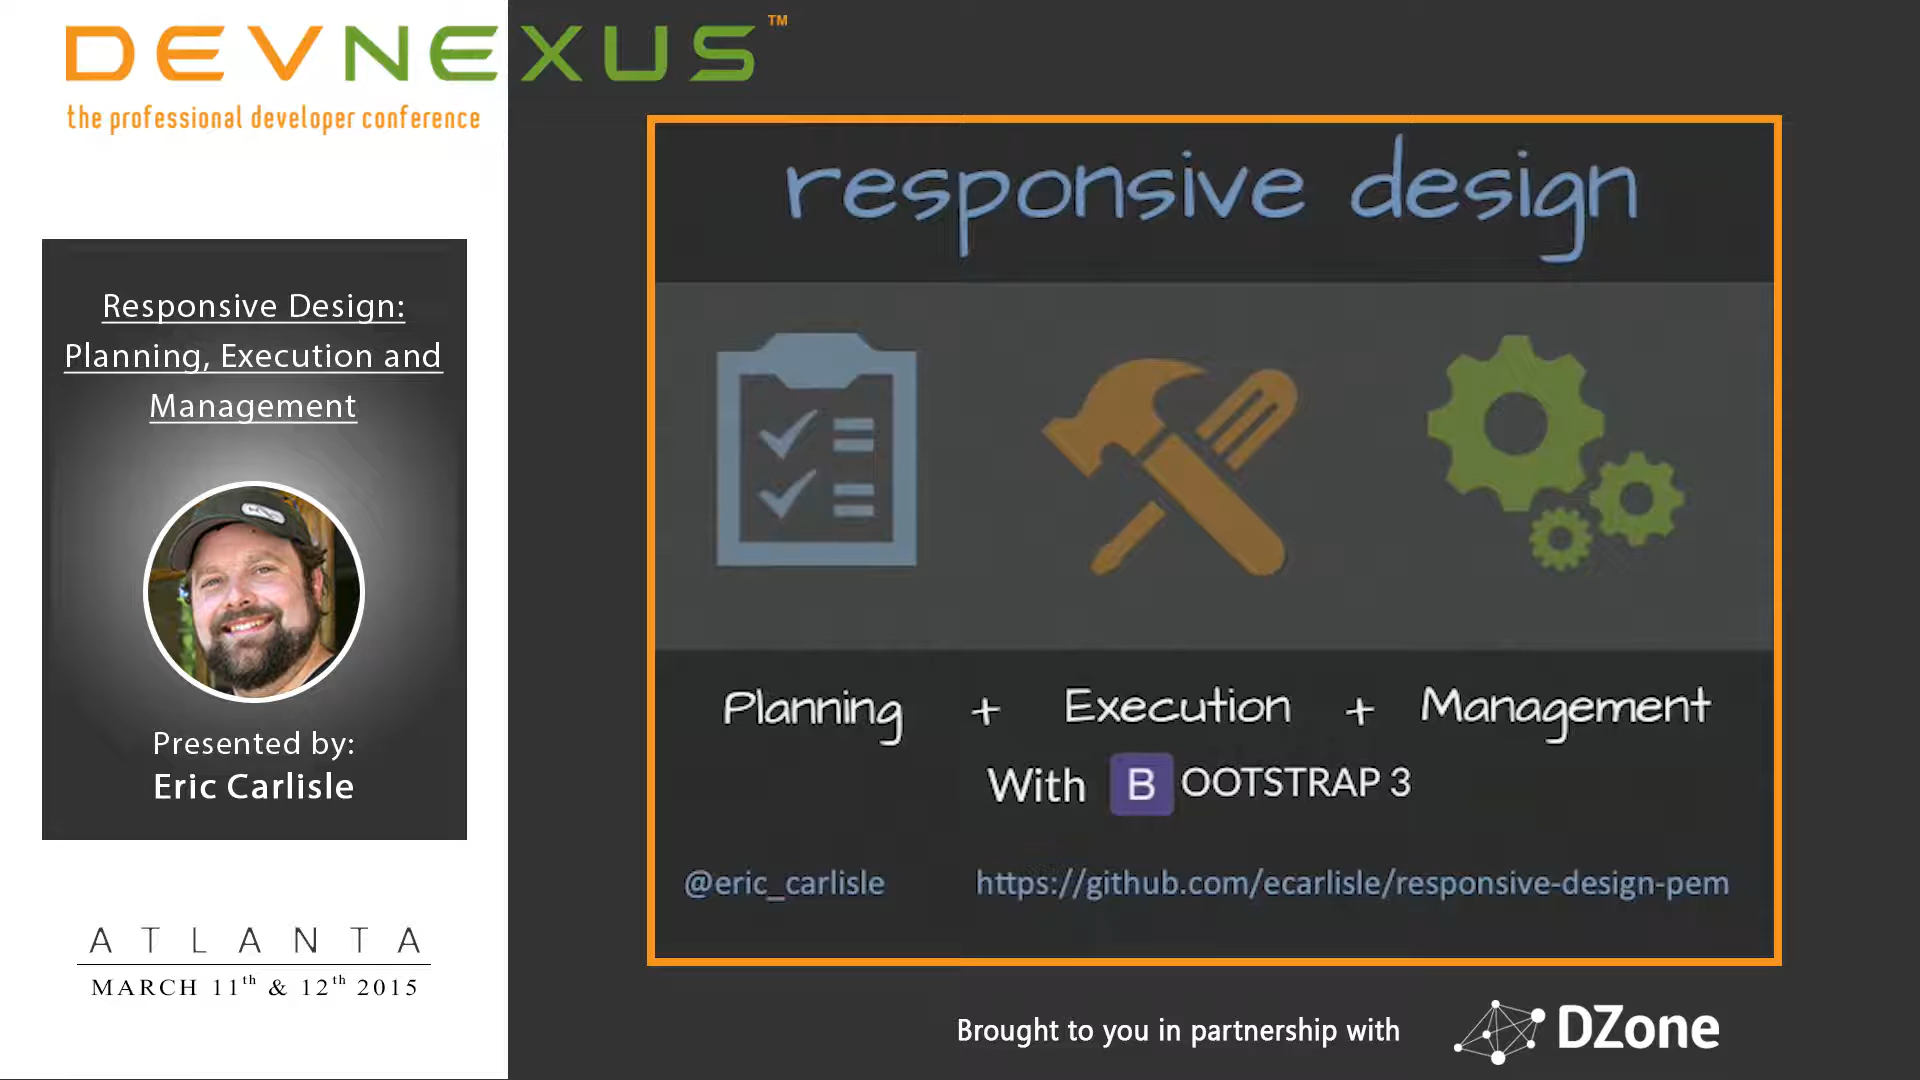 DEVNEXUS™
the professional developer conference
Responsive Design:
Planning, Execution and
Management
Presented by:
Eric Carlisle
ATLANTA
MARCH 11th & 12th 2015
responsive design
Planning + Execution + Management
With BOOTSTRAP 3
@eric_carlisle https://github.com/ecarlisle/responsive-design-pem
Brought to you in partnership with DZone